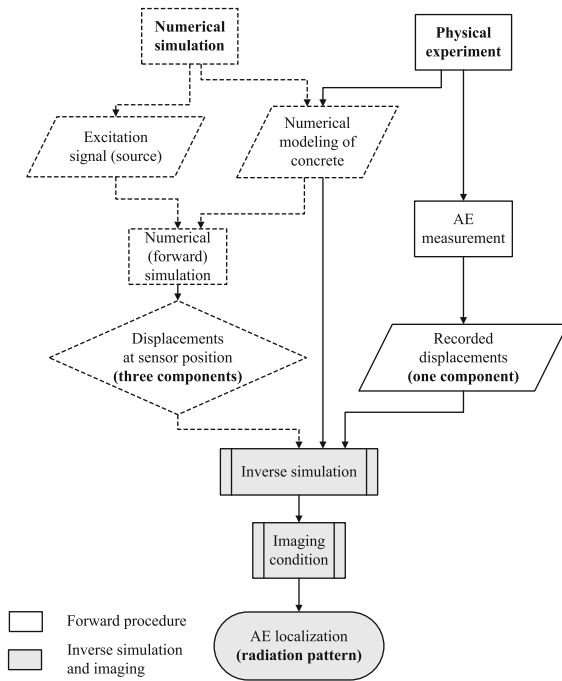 Numerical
simulation
Physical
experiment
Excitation
signal (source)
Numerical
modeling of
concrete
AE
measurement
Numerical
(forward)
simulation
Displacements
at sensor position
(three components)
Recorded
displacements
(one component)
Inverse simulation
Imaging
condition
AE localization
(radiation pattern)
Forward procedure
Inverse simulation
and imaging